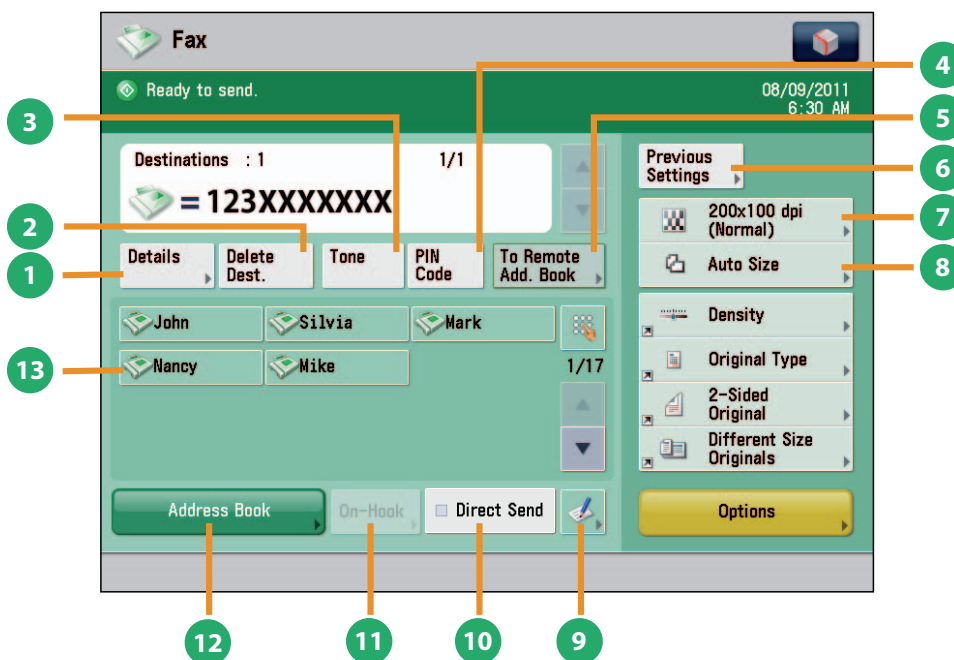 Fax
Ready to send.
08/09/2011
6:30 AM
Destinations : 1
1/1
= 123XXXXXXX
Details
Delete
Dest.
Tone
PIN
Code
To Remote
Add. Book
John
Silvia
Mark
Nancy
Mike
1/17
Address Book
On-Hook
Direct Send
Previous
Settings
200x100 dpi
(Normal)
Auto Size
Density
Original Type
2-Sided
Original
Different Size
Originals
Options
1
2
3
4
5
6
7
8
9
10
11
12
13